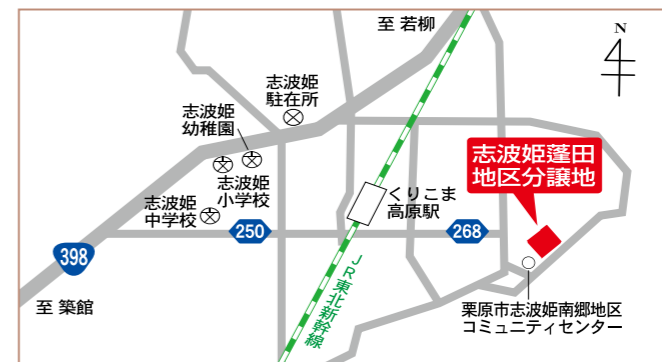 至 若柳
N
志波姫
駐在所
志波姫
幼稚園
志波姫
小学校
志波姫
中学校
志波姫蓬田
地区分譲地
くりこま
高原駅
250
268
398
JR東北新幹線
至 築館
栗原市志波姫南郷地区
コミュニティセンター